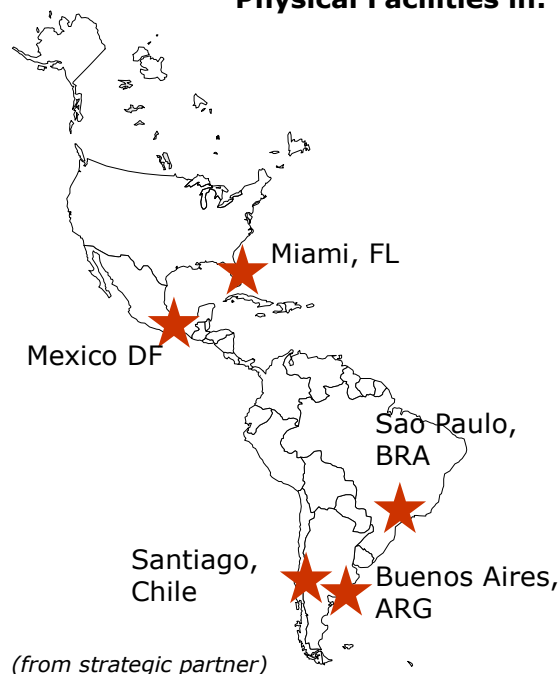 Physical Facilities in:
Miami, FL
Mexico DF
Sao Paulo,
BRA
Santiago,
Chile
Buenos Aires,
ARG
(from strategic partner)